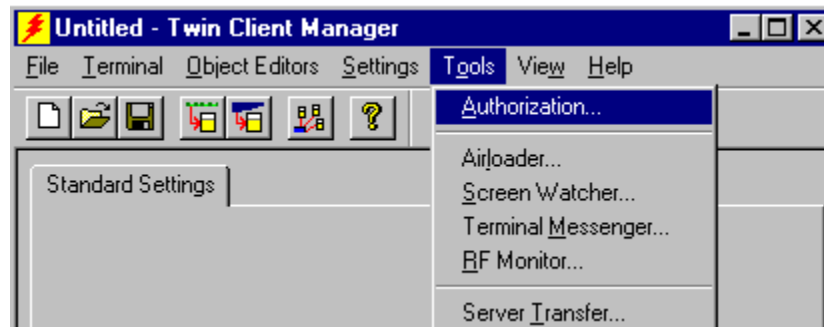 Untitled - Twin Client Manager
File Terminal Object Editors Settings Tools View Help
Authorization...
Airloader...
Standard Settings
Screen Watcher...
Terminal Messenger...
RF Monitor...
Server Transfer...